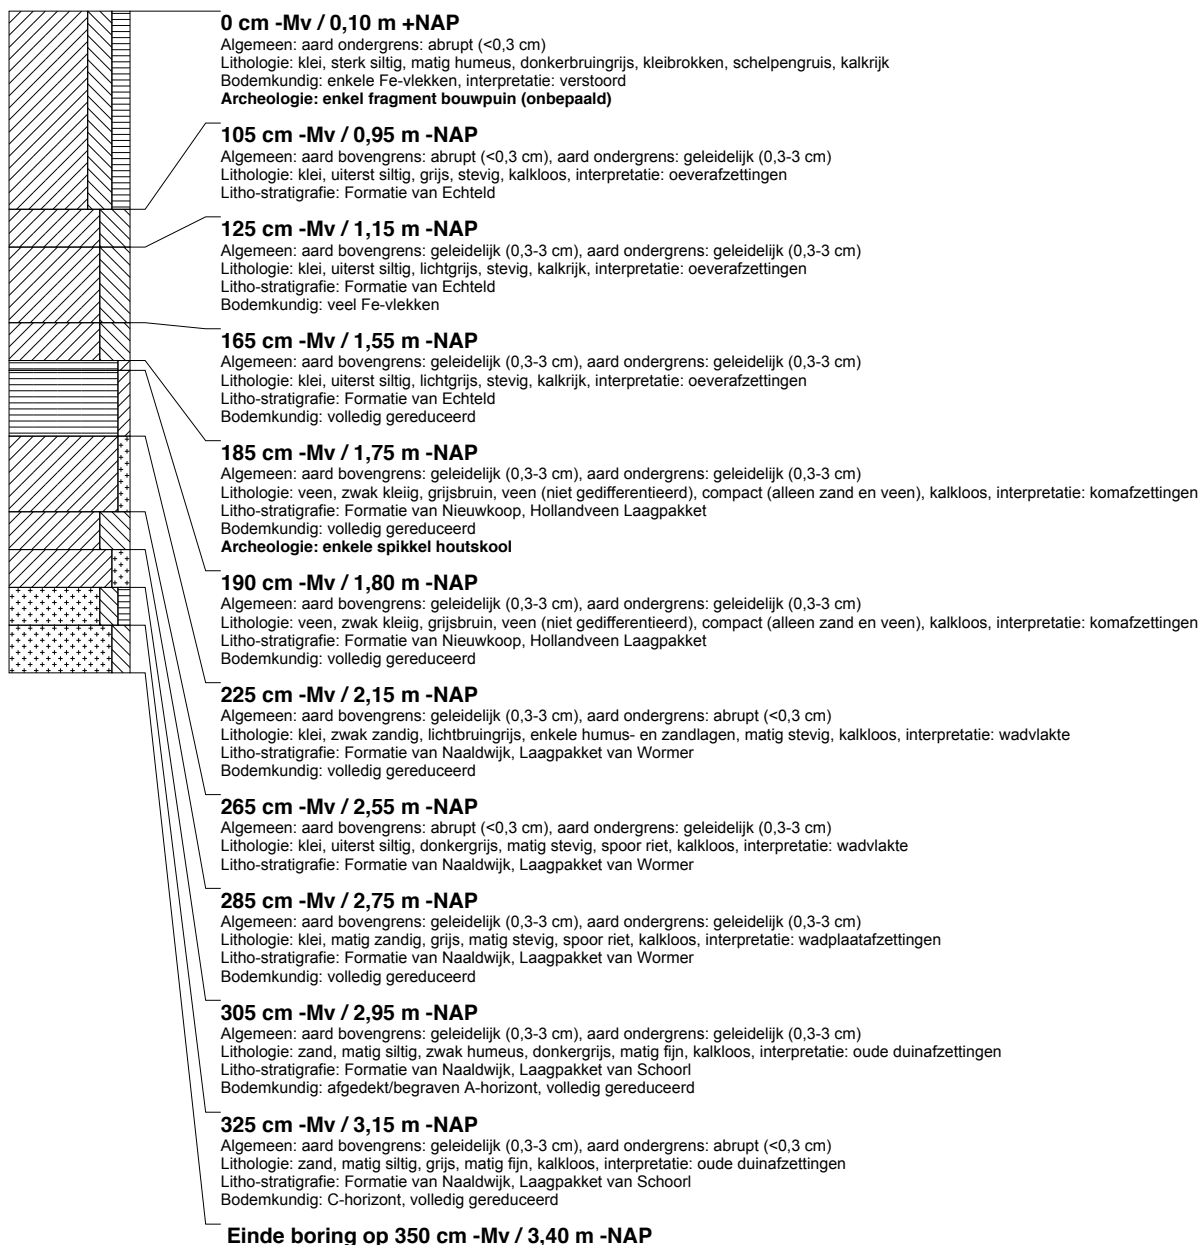 0 cm -Mv / 0,10 m +NAP
Algemeen: aard ondergrens: abrupt (<0,3 cm)
Lithologie: klei, sterk siltig, matig humeus, donkerbruingrijs, kleibrokken, schelpengruis, kalkrijk
Bodemkundig: enkele Fe-vlekken, interpretatie: verstoord
Archeologie: enkel fragment bouwpuin (onbepaald)
105 cm -Mv / 0,95 m -NAP
Algemeen: aard bovengrens: abrupt (<0,3 cm), aard ondergrens: geleidelijk (0,3-3 cm)
Lithologie: klei, uiterst siltig, grijs, stevig, kalkloos, interpretatie: oeverafzettingen
Litho-stratigrafie: Formatie van Echteld
125 cm -Mv / 1,15 m -NAP
Algemeen: aard bovengrens: geleidelijk (0,3-3 cm), aard ondergrens: geleidelijk (0,3-3 cm)
Lithologie: klei, uiterst siltig, lichtgrijs, stevig, kalkrijk, interpretatie: oeverafzettingen
Litho-stratigrafie: Formatie van Echteld
Bodemkundig: veel Fe-vlekken
165 cm -Mv / 1,55 m -NAP
Algemeen: aard bovengrens: geleidelijk (0,3-3 cm), aard ondergrens: geleidelijk (0,3-3 cm)
Lithologie: klei, uiterst siltig, lichtgrijs, stevig, kalkrijk, interpretatie: oeverafzettingen
Litho-stratigrafie: Formatie van Echteld
Bodemkundig: volledig gereduceerd
185 cm -Mv / 1,75 m -NAP
Algemeen: aard bovengrens: geleidelijk (0,3-3 cm), aard ondergrens: geleidelijk (0,3-3 cm)
Lithologie: veen, zwak kleiig, grijsbruin, veen (niet gedifferentieerd), compact (alleen zand en veen), kalkloos, interpretatie: komafzettingen
Litho-stratigrafie: Formatie van Nieuwkoop, Hollandveen Laagpakket
Bodemkundig: volledig gereduceerd
Archeologie: enkele spikkel houtskool
190 cm -Mv / 1,80 m -NAP
Algemeen: aard bovengrens: geleidelijk (0,3-3 cm), aard ondergrens: geleidelijk (0,3-3 cm)
Lithologie: veen, zwak kleiig, grijsbruin, veen (niet gedifferentieerd), compact (alleen zand en veen), kalkloos, interpretatie: komafzettingen
Litho-stratigrafie: Formatie van Nieuwkoop, Hollandveen Laagpakket
Bodemkundig: volledig gereduceerd
225 cm -Mv / 2,15 m -NAP
Algemeen: aard bovengrens: geleidelijk (0,3-3 cm), aard ondergrens: abrupt (<0,3 cm)
Lithologie: klei, zwak zandig, lichtbruingrijs, enkele humus- en zandlagen, matig stevig, kalkloos, interpretatie: wadvlakte
Litho-stratigrafie: Formatie van Naaldwijk, Laagpakket van Wormer
Bodemkundig: volledig gereduceerd
265 cm -Mv / 2,55 m -NAP
Algemeen: aard bovengrens: abrupt (<0,3 cm), aard ondergrens: geleidelijk (0,3-3 cm)
Lithologie: klei, uiterst siltig, donkergrijs, matig stevig, spoor riet, kalkloos, interpretatie: wadvlakte
Litho-stratigrafie: Formatie van Naaldwijk, Laagpakket van Wormer
285 cm -Mv / 2,75 m -NAP
Algemeen: aard bovengrens: geleidelijk (0,3-3 cm), aard ondergrens: geleidelijk (0,3-3 cm)
Lithologie: klei, matig zandig, grijs, matig stevig, spoor riet, kalkloos, interpretatie: wadplaatafzettingen
Litho-stratigrafie: Formatie van Naaldwijk, Laagpakket van Wormer
Bodemkundig: volledig gereduceerd
305 cm -Mv / 2,95 m -NAP
Algemeen: aard bovengrens: geleidelijk (0,3-3 cm), aard ondergrens: geleidelijk (0,3-3 cm)
Lithologie: zand, matig siltig, zwak humeus, donkergrijs, matig fijn, kalkloos, interpretatie: oude duinafzettingen
Litho-stratigrafie: Formatie van Naaldwijk, Laagpakket van Schoorl
Bodemkundig: afgedekt/begraven A-horizont, volledig gereduceerd
325 cm -Mv / 3,15 m -NAP
Algemeen: aard bovengrens: geleidelijk (0,3-3 cm), aard ondergrens: abrupt (<0,3 cm)
Lithologie: zand, matig siltig, grijs, matig fijn, kalkloos, interpretatie: oude duinafzettingen
Litho-stratigrafie: Formatie van Naaldwijk, Laagpakket van Schoorl
Bodemkundig: C-horizont, volledig gereduceerd
Einde boring op 350 cm -Mv / 3,40 m -NAP